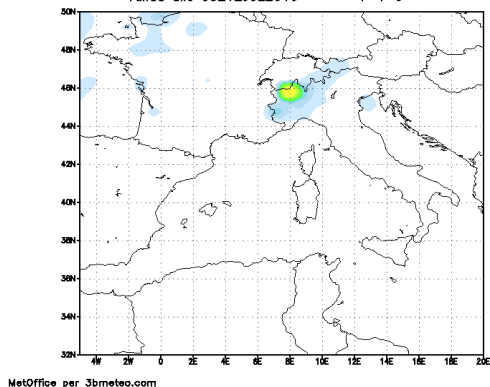 50N
48N
46N
44N
42N
40N
38N
36N
34N
32N
4W 2W 0 2E 4E 6E 8E 10E 12E 14E 16E 18E 20E
MetOffice per 3bmeteo.com